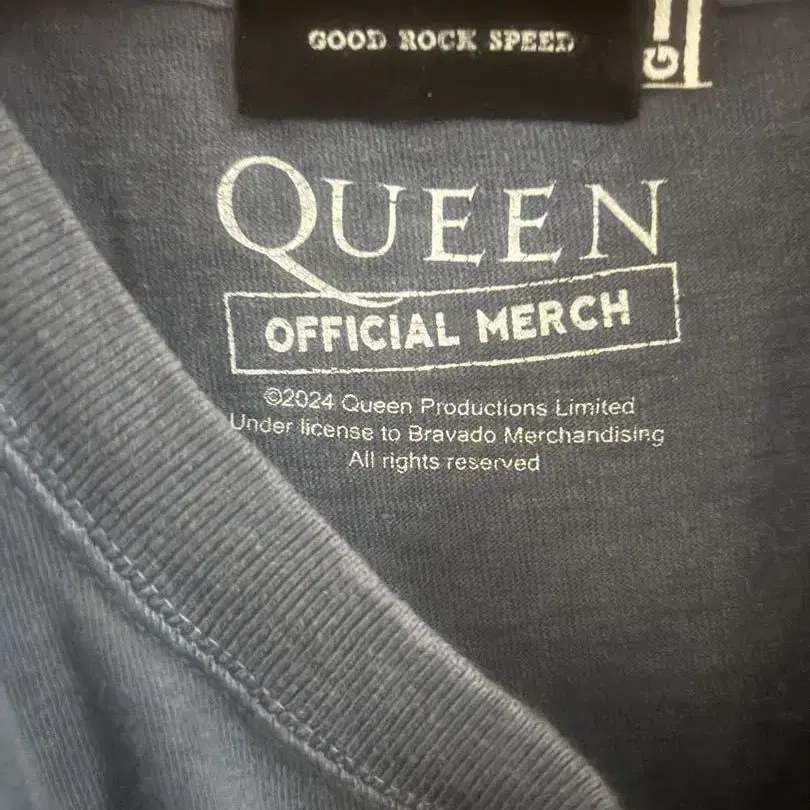 GOOD ROCK SPEED
G
QUEEN
OFFICIAL MERCH
©2024 Queen Productions Limited
Under license to Bravado Merchandising
All rights reserved